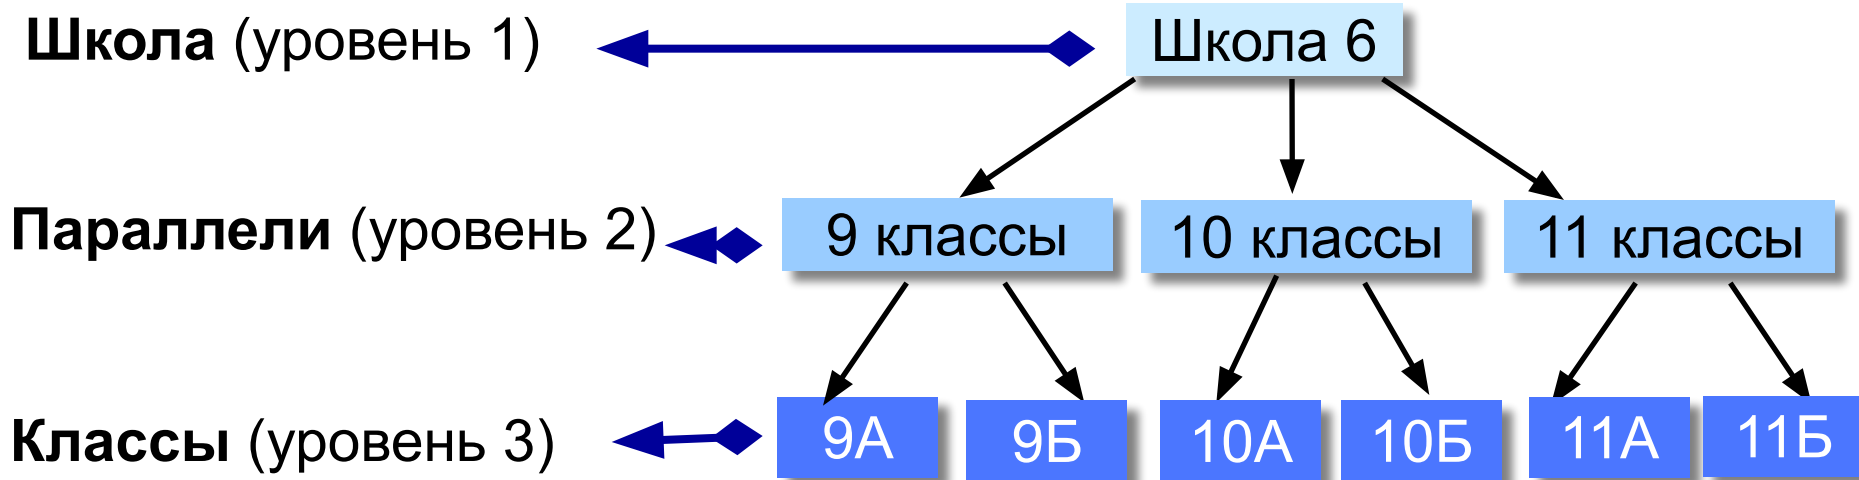 Школа (уровень 1)
Школа 6
Параллели (уровень 2)
9 классы
10 классы
11 классы
Классы (уровень 3)
9А
9Б
10А
10Б
11А
11Б